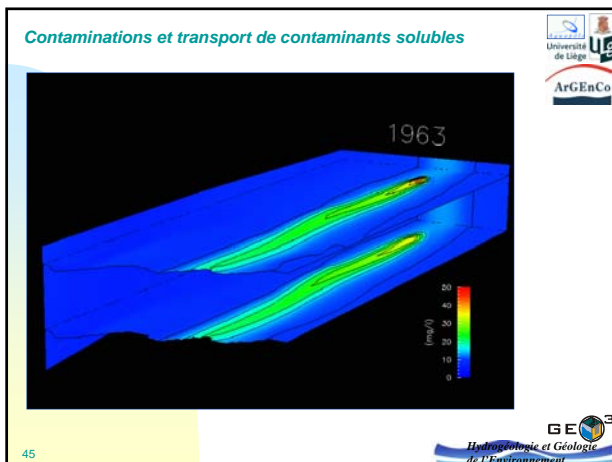 Contaminations et transport de contaminants solubles
Université
de Liège
ArGEnCo
1963
(mg/l)
50
40
30
20
10
0
45
GEO³
Hydrogéologie et Géologie
de l'Environnement